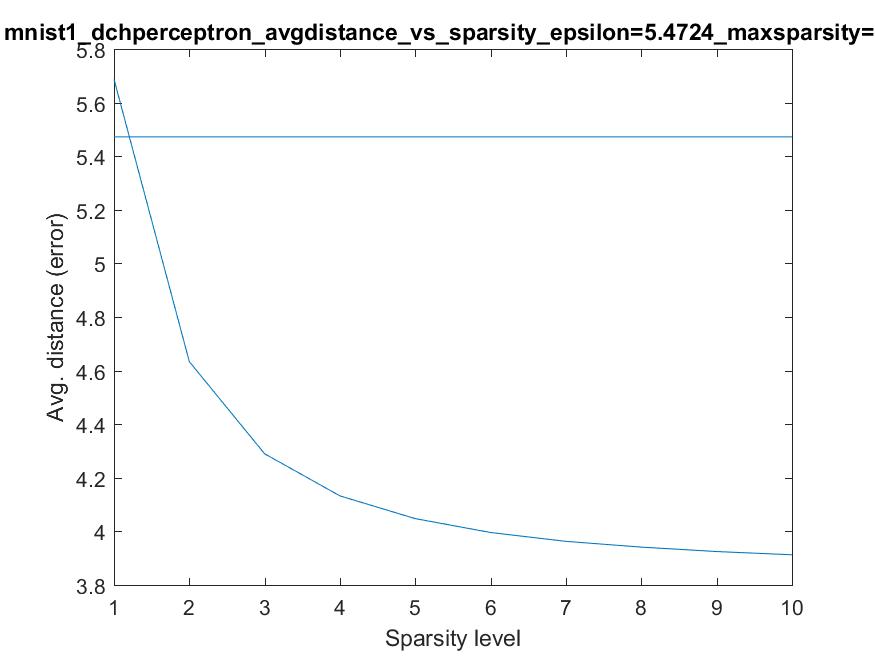 mnist1_dchperceptron_avgdistance_vs_sparsity_epsilon=5.4724_maxsparsity=
5.8
5.6
5.4
5.2
5
4.8
4.6
4.4
4.2
4
3.8
Avg. distance (error)
1 2 3 4 5 6 7 8 9 10
Sparsity level